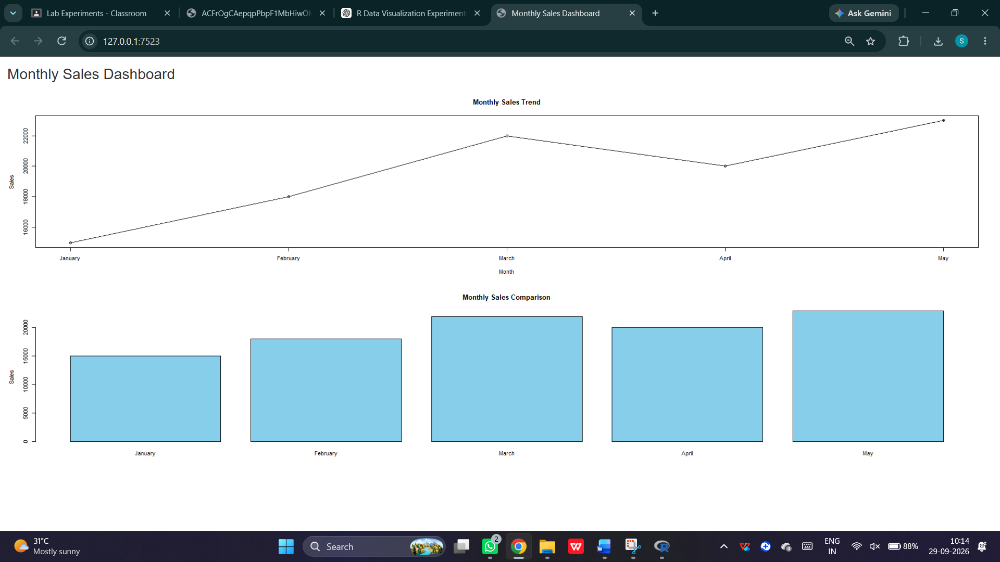 Lab Experiments - Classroom
ACFrOgCAepqpPbpF1MbHiwO
R Data Visualization Experiment
Monthly Sales Dashboard
Ask Gemini
127.0.0.1:7523
S
Monthly Sales Dashboard
Monthly Sales Trend
Sales
22000
20000
18000
16000
January February March April May
Month
Monthly Sales Comparison
Sales
20000
15000
10000
5000
0
January February March April May
31°C
Mostly sunny
Search
2
W
W
R
ENG
IN
88%
10:14
29-09-2026